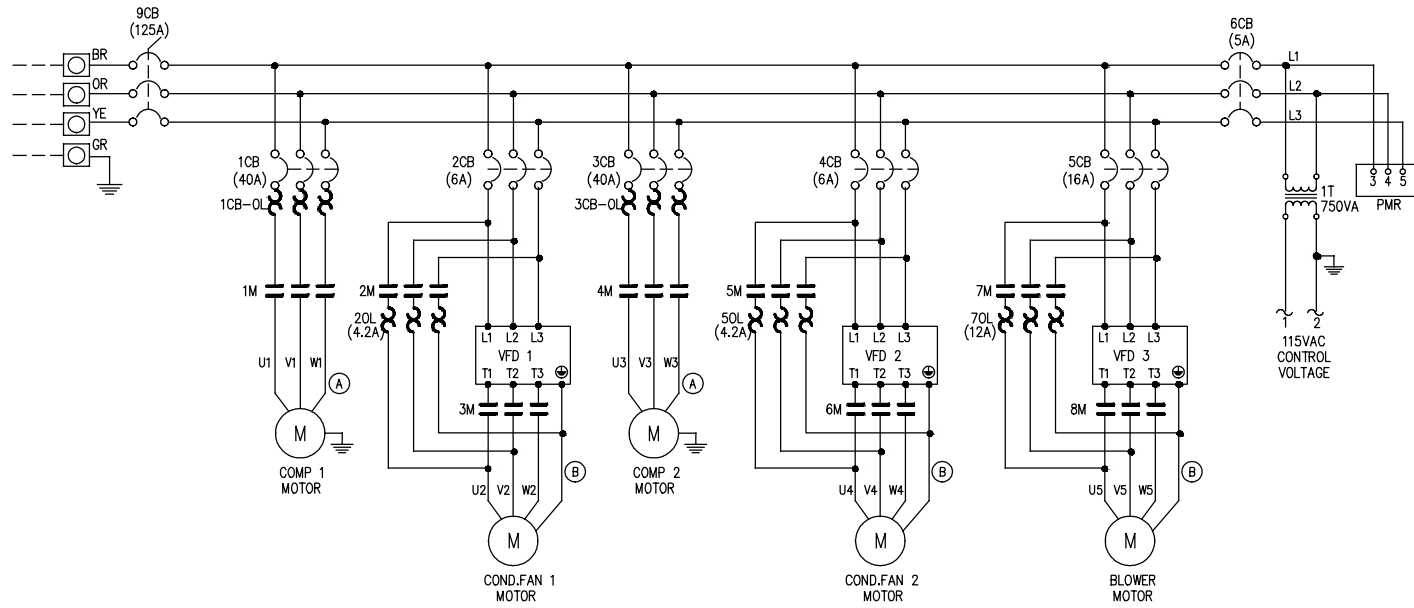 9CB
(125A)
6CB
(5A)
BR
L1
OR
L2
YE
L3
GR
1CB
(40A)
2CB
(6A)
3CB
(40A)
4CB
(6A)
5CB
(16A)
3 4 5
PMR
1T
750VA
1CB-OL
3CB-OL
1M
2M
4M
5M
7M
2OL
(4.2A)
5OL
(4.2A)
7OL
(12A)
1 2
115VAC
CONTROL
VOLTAGE
L1 L2 L3
VFD 1
T1 T2 T3
L1 L2 L3
VFD 2
T1 T2 T3
L1 L2 L3
VFD 3
T1 T2 T3
U1 V1 W1
A
U3 V3 W3
A
3M
6M
8M
M
COMP 1
MOTOR
M
COMP 2
MOTOR
B
B
B
U2 V2 W2
U4 V4 W4
U5 V5 W5
M
COND.FAN 1
MOTOR
M
COND.FAN 2
MOTOR
M
BLOWER
MOTOR